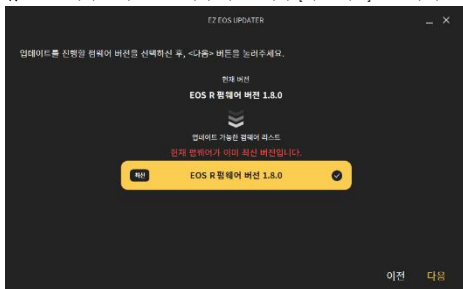 EZ EOS UPDATER
업데이트를 진행할 펌웨어 버전을 선택하신 후, <다음> 버튼을 눌러주세요.
현재 버전
EOS R 펌웨어 버전 1.8.0
업데이트 가능한 펌웨어 리스트
현재 펌웨어가 이미 최신 버전입니다.
최신 EOS R 펌웨어 버전 1.8.0
이전 다음